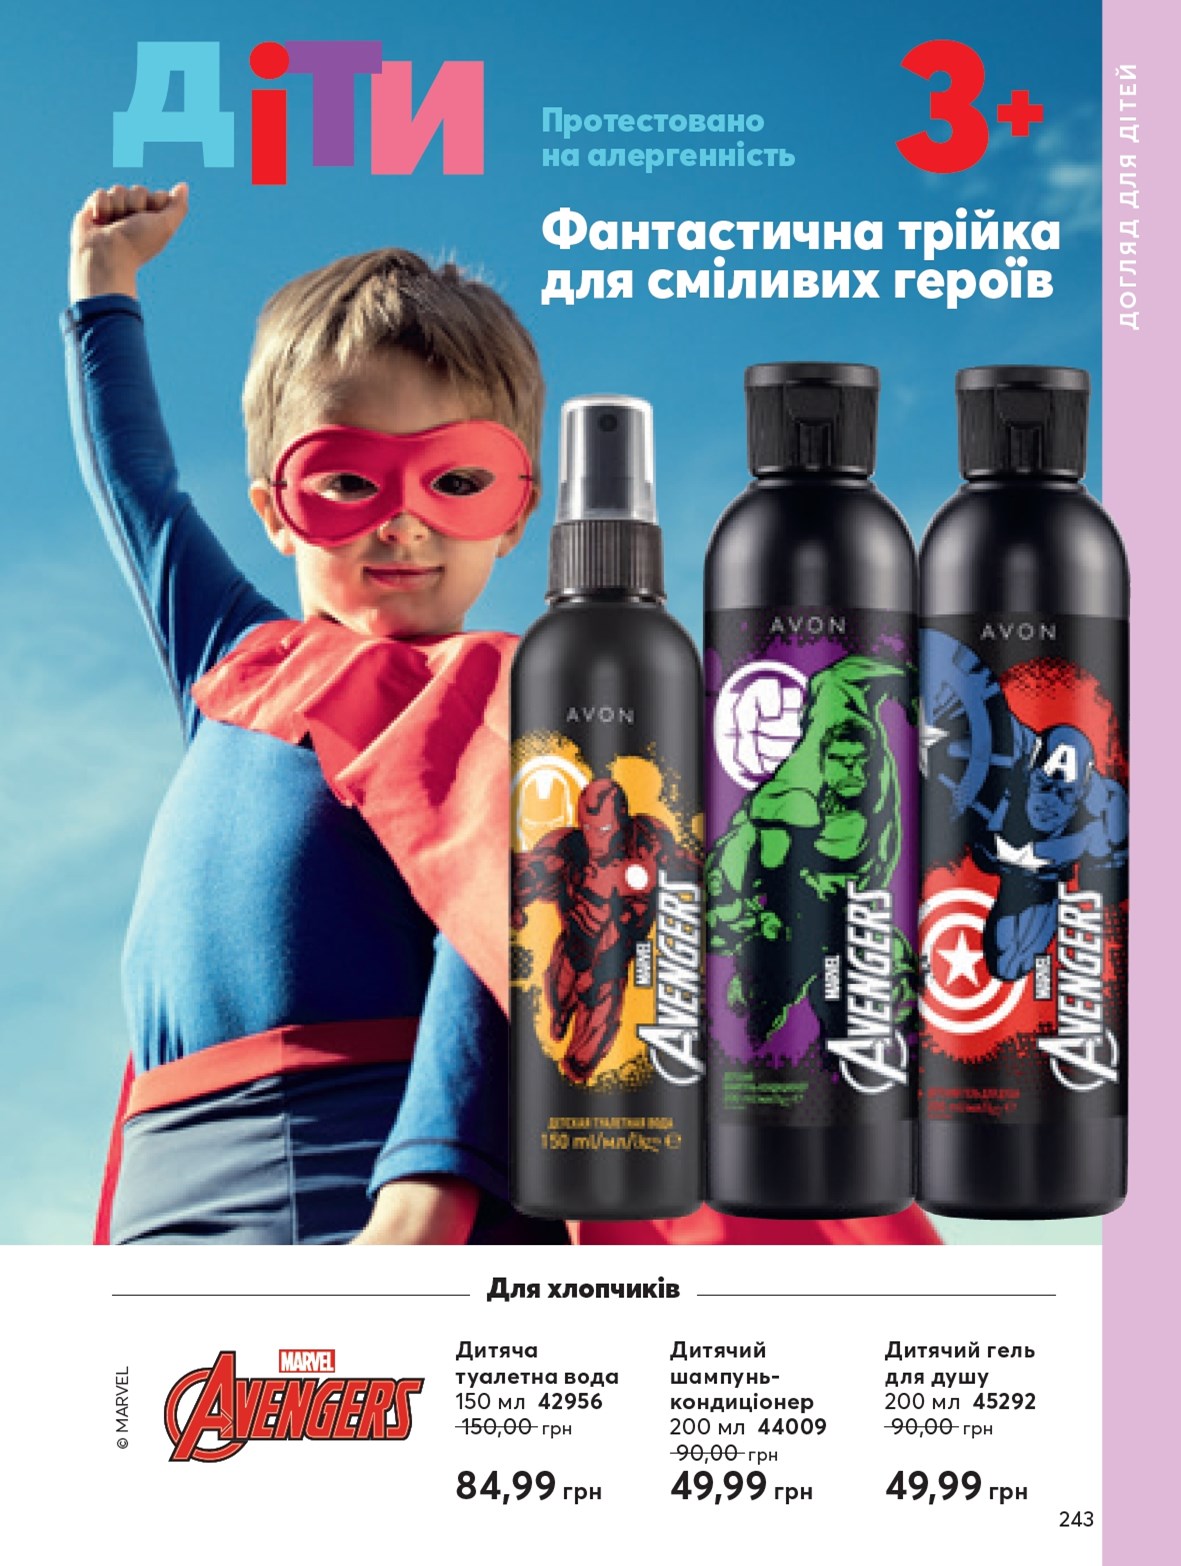 Діти
Протестовано
на алергенність
3+
Фантастична трійка
для сміливих героїв
ДОГЛЯД ДЛЯ ДІТЕЙ
AVON
MARVEL
AVENGERS
ДЕТСКАЯ ТУАЛЕТНАЯ ВОДА
150 ml/мл/
AVON
MARVEL
AVENGERS
AVON
MARVEL
AVENGERS
Для хлопчиків
© MARVEL
MARVEL
AVENGERS
Дитяча
туалетна вода
150 мл 42956
150,00 грн
84,99 грн
Дитячий
шампунь-
кондиціонер
200 мл 44009
90,00 грн
49,99 грн
Дитячий гель
для душу
200 мл 45292
90,00 грн
49,99 грн
243